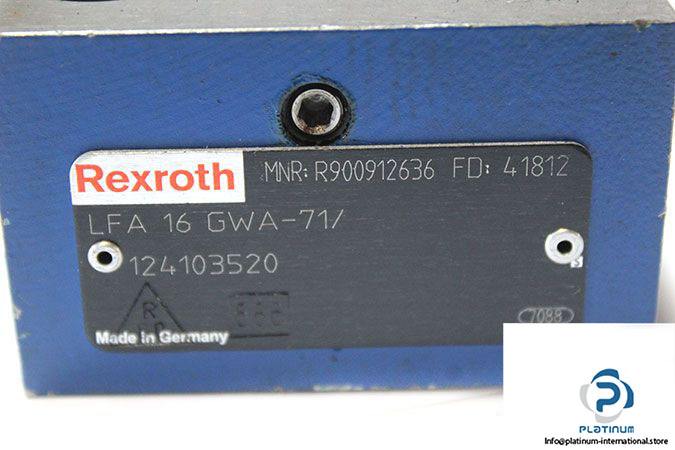 Rexroth
MNR: R900912636 FD: 41812
LFA 16 GWA-71/
124103520
Made in Germany
7088
S
PLATINUM
Info@platinum-international.store